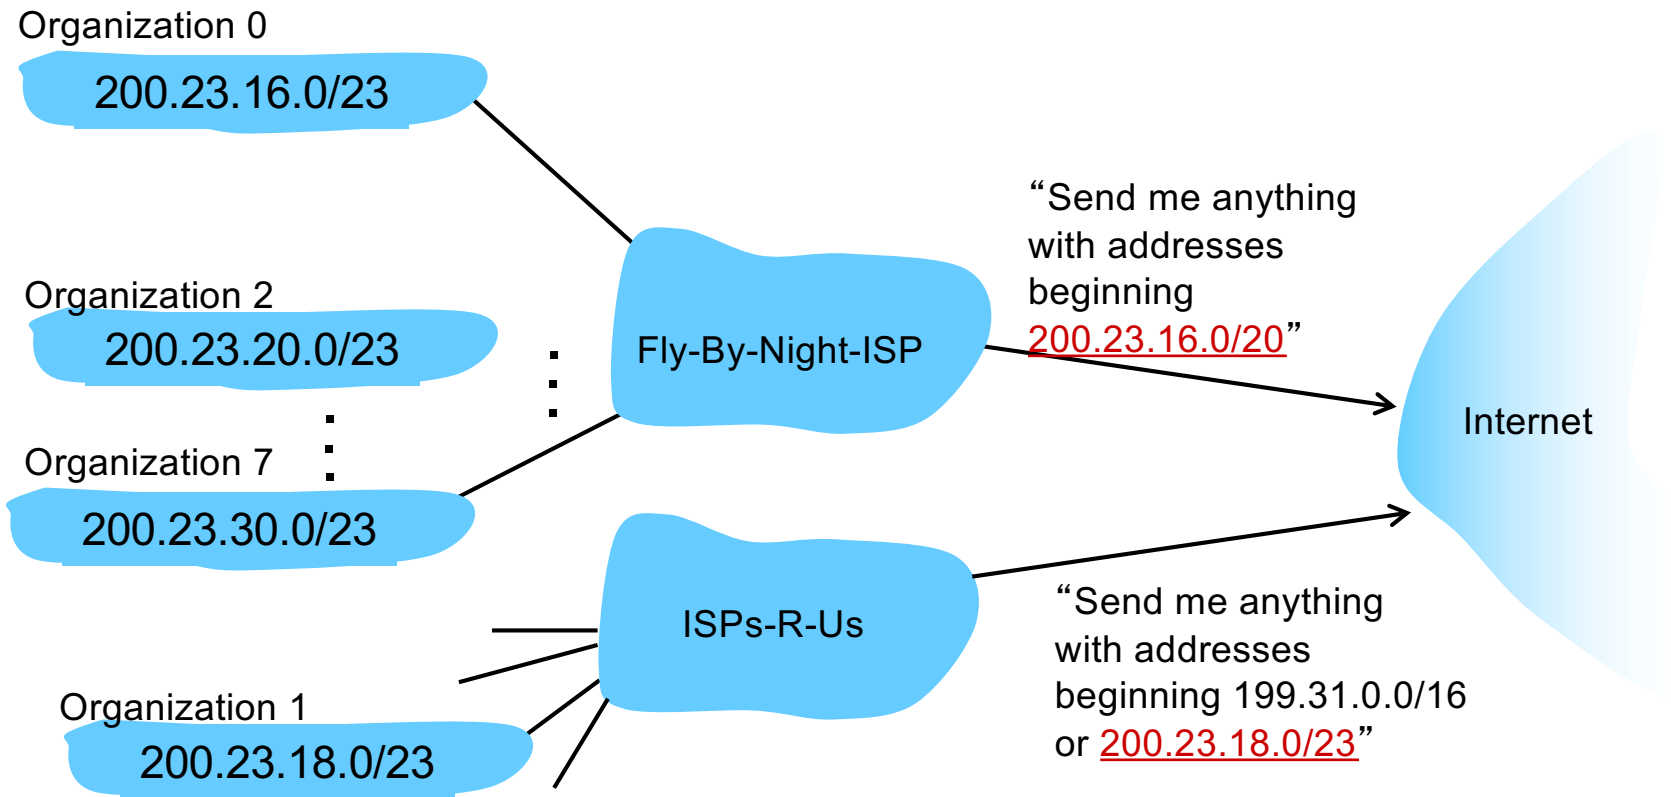 Organization 0
200.23.16.0/23
Organization 2
200.23.20.0/23
Organization 7
200.23.30.0/23
Fly-By-Night-ISP
“Send me anything
with addresses
beginning
200.23.16.0/20”
Internet
ISPs-R-Us
Organization 1
200.23.18.0/23
“Send me anything
with addresses
beginning 199.31.0.0/16
or 200.23.18.0/23”